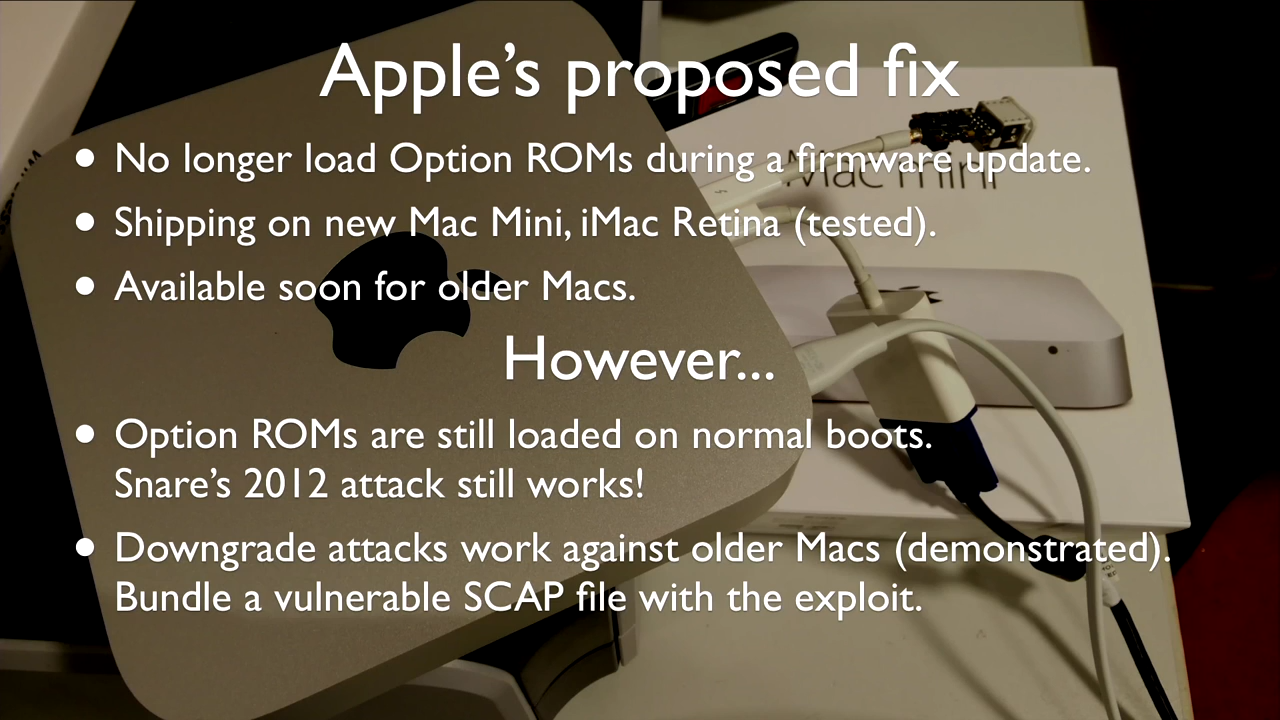 Apple’s proposed fix
• No longer load Option ROMs during a firmware update.
Mac mini
• Shipping on new Mac Mini, iMac Retina (tested).
• Available soon for older Macs.
However...
• Option ROMs are still loaded on normal boots.
Snare’s 2012 attack still works!
• Downgrade attacks work against older Macs (demonstrated).
Bundle a vulnerable SCAP file with the exploit.